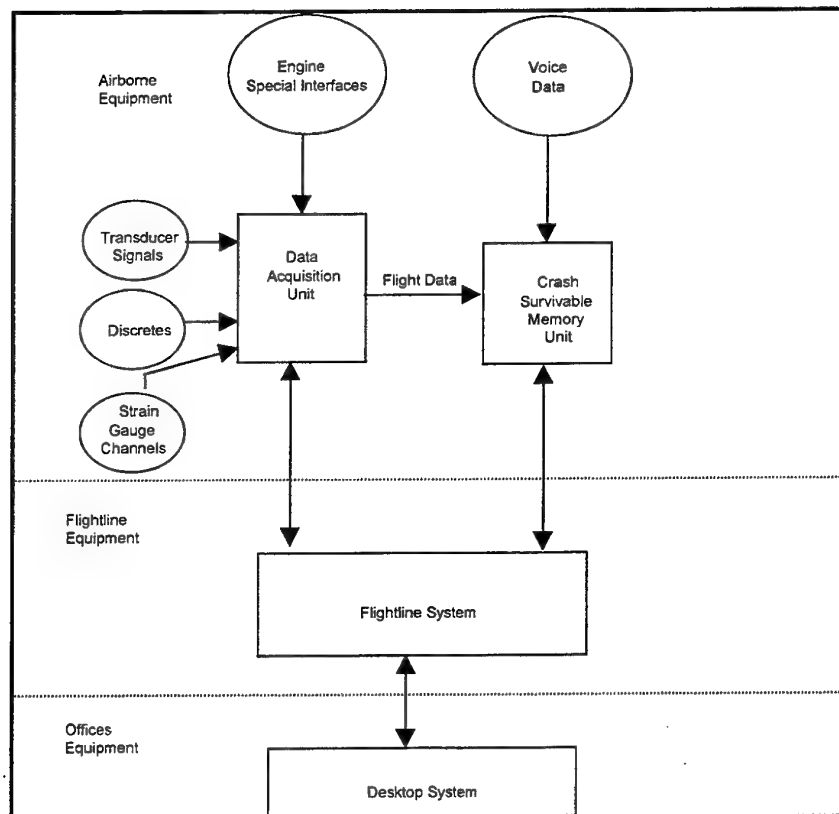 Airborne
Equipment
Engine
Special Interfaces
Voice
Data
Transducer
Signals
Discretes
Strain
Gauge
Channels
Data
Acquisition
Unit
Flight Data
Crash
Survivable
Memory
Unit
Flightline
Equipment
Flightline System
Offices
Equipment
Desktop System